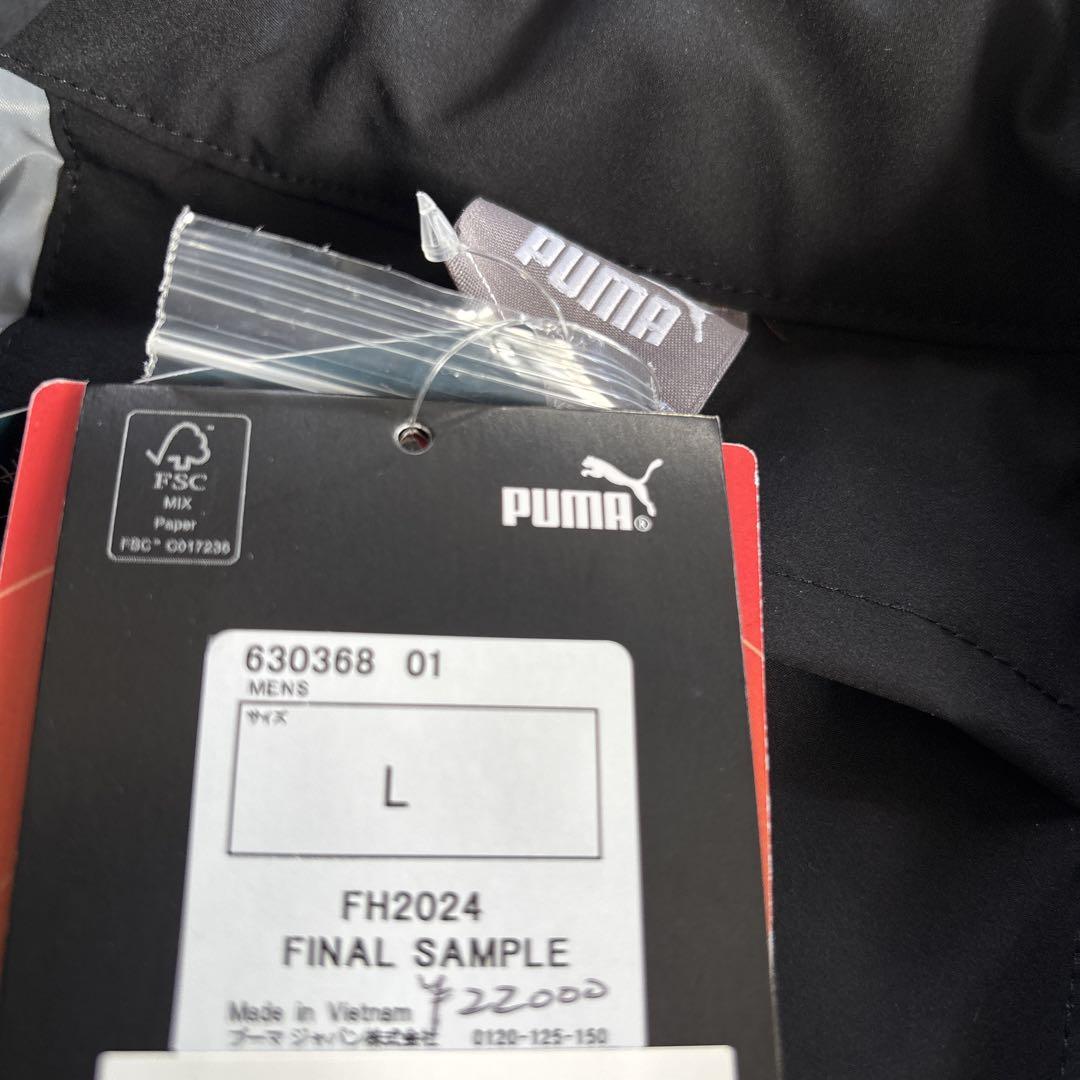 PUMA
FSC
MIX
Paper
FSC™ C017236
PUMA®
630368 01
MENS
サイズ
L
FH2024
FINAL SAMPLE
¥22000
Made in Vietnam
プーマ ジャパン株式会社 0120-125-150